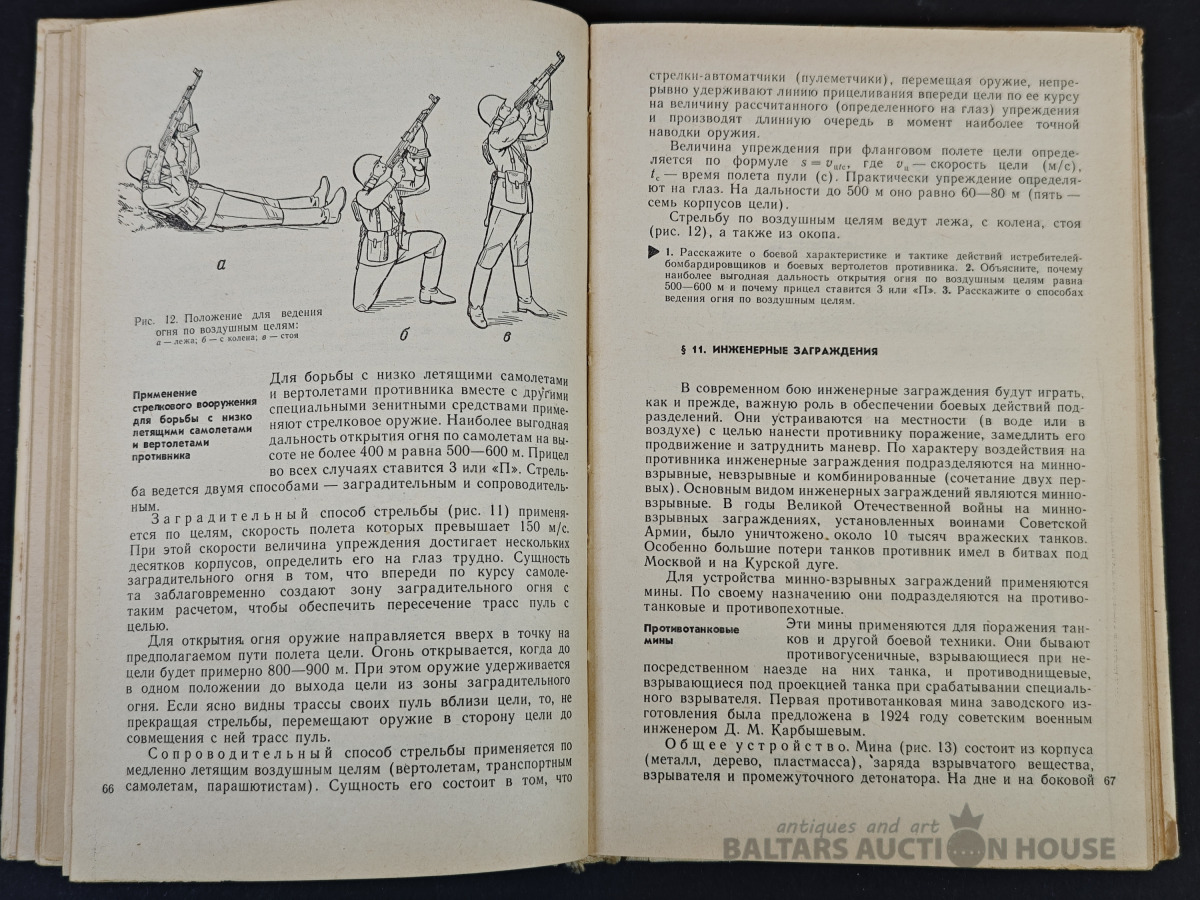 а
б
в
Рис. 12. Положение для ведения
огня по воздушным целям:
а — лежа; б — с колена; в — стоя
Применение
стрелкового вооружения
для борьбы с низко
летящими самолетами
и вертолетами
противника
Для борьбы с низко летящими самолетами
и вертолетами противника вместе с другими
специальными зенитными средствами приме-
няют стрелковое оружие. Наиболее выгодная
дальность открытия огня по самолетам на вы-
соте не более 400 м равна 500—600 м. Прицел
во всех случаях ставится 3 или «П». Стрель-
ба ведется двумя способами — заградительным и сопроводитель-
ным.
Заградительный способ стрельбы (рис. 11) применя-
ется по целям, скорость полета которых превышает 150 м/с.
При этой скорости величина упреждения достигает нескольких
десятков корпусов, определить его на глаз трудно. Сущность
заградительного огня в том, что впереди по курсу самоле-
та заблаговременно создают зону заградительного огня с
таким расчетом, чтобы обеспечить пересечение трасс пуль с
целью.
Для открытия огня оружие направляется вверх в точку на
предполагаемом пути полета цели. Огонь открывается, когда до
цели будет примерно 800—900 м. При этом оружие удерживается
в одном положении до выхода цели из зоны заградительного
огня. Если ясно видны трассы своих пуль вблизи цели, то, не
прекращая стрельбы, перемещают оружие в сторону цели до
совмещения с ней трасс пуль.
Сопроводительный способ стрельбы применяется по
медленно летящим воздушным целям (вертолетам, транспортным
самолетам, парашютистам). Сущность его состоит в том, что
66
стрелки-автоматчики (пулеметчики), перемещая оружие, непре-
рывно удерживают линию прицеливания впереди цели по ее курсу
на величину рассчитанного (определенного на глаз) упреждения
и производят длинную очередь в момент наиболее точной
наводки оружия.
Величина упреждения при фланговом полете цели опреде-
ляется по формуле s = vцtc, где vц — скорость цели (м/с),
tc — время полета пули (с). Практически упреждение определя-
ют на глаз. На дальности до 500 м оно равно 60—80 м (пять —
семь корпусов цели).
Стрельбу по воздушным целям ведут лежа, с колена, стоя
(рис. 12), а также из окопа.
1. Расскажите о боевой характеристике и тактике действий истребителей-
бомбардировщиков и боевых вертолетов противника. 2. Объясните, почему
наиболее выгодная дальность открытия огня по воздушным целям равна
500—600 м и почему прицел ставится 3 или «П». 3. Расскажите о способах
ведения огня по воздушным целям.
§ 11. ИНЖЕНЕРНЫЕ ЗАГРАЖДЕНИЯ
В современном бою инженерные заграждения будут играть,
как и прежде, важную роль в обеспечении боевых действий под-
разделений. Они устраиваются на местности (в воде или в
воздухе) с целью нанести противнику поражение, замедлить его
продвижение и затруднить маневр. По характеру воздействия на
противника инженерные заграждения подразделяются на минно-
взрывные, невзрывные и комбинированные (сочетание двух пер-
вых). Основным видом инженерных заграждений являются минно-
взрывные. В годы Великой Отечественной войны на минно-
взрывных заграждениях, установленных воинами Советской
Армии, было уничтожено около 10 тысяч вражеских танков.
Особенно большие потери танков противник имел в битвах под
Москвой и на Курской дуге.
Для устройства минно-взрывных заграждений применяются
мины. По своему назначению они подразделяются на противо-
танковые и противопехотные.
Противотанковые
мины
Эти мины применяются для поражения тан-
ков и другой боевой техники. Они бывают
противогусеничные, взрывающиеся при не-
посредственном наезде на них танка, и противоднищевые,
взрывающиеся под проекцией танка при срабатывании специаль-
ного взрывателя. Первая противотанковая мина заводского из-
готовления была предложена в 1924 году советским военным
инженером Д. М. Карбышевым.
Общее устройство. Мина (рис. 13) состоит из корпуса
(металл, дерево, пластмасса), заряда взрывчатого вещества,
взрывателя и промежуточного детонатора. На дне и на боковой
67
antiques and art
BALTARS AUCTION HOUSE